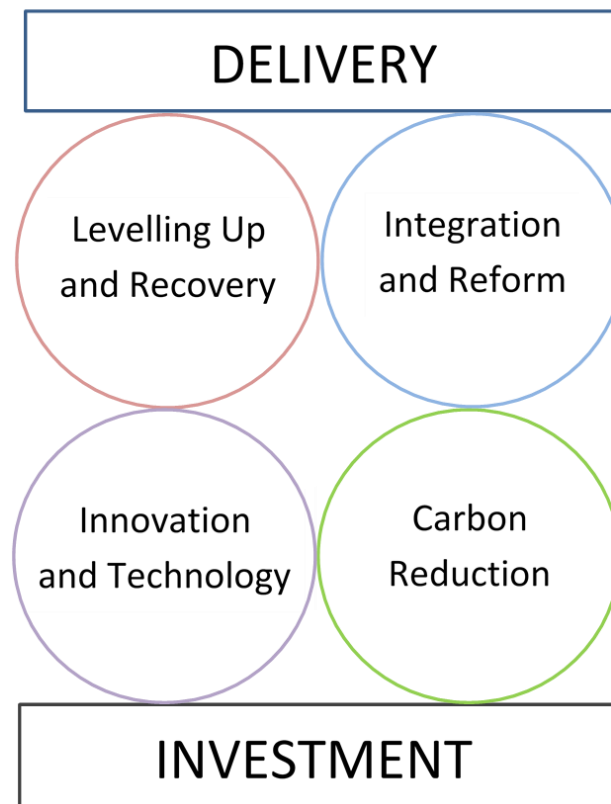 DELIVERY
Levelling Up
and Recovery
Integration
and Reform
Innovation
and Technology
Carbon
Reduction
INVESTMENT